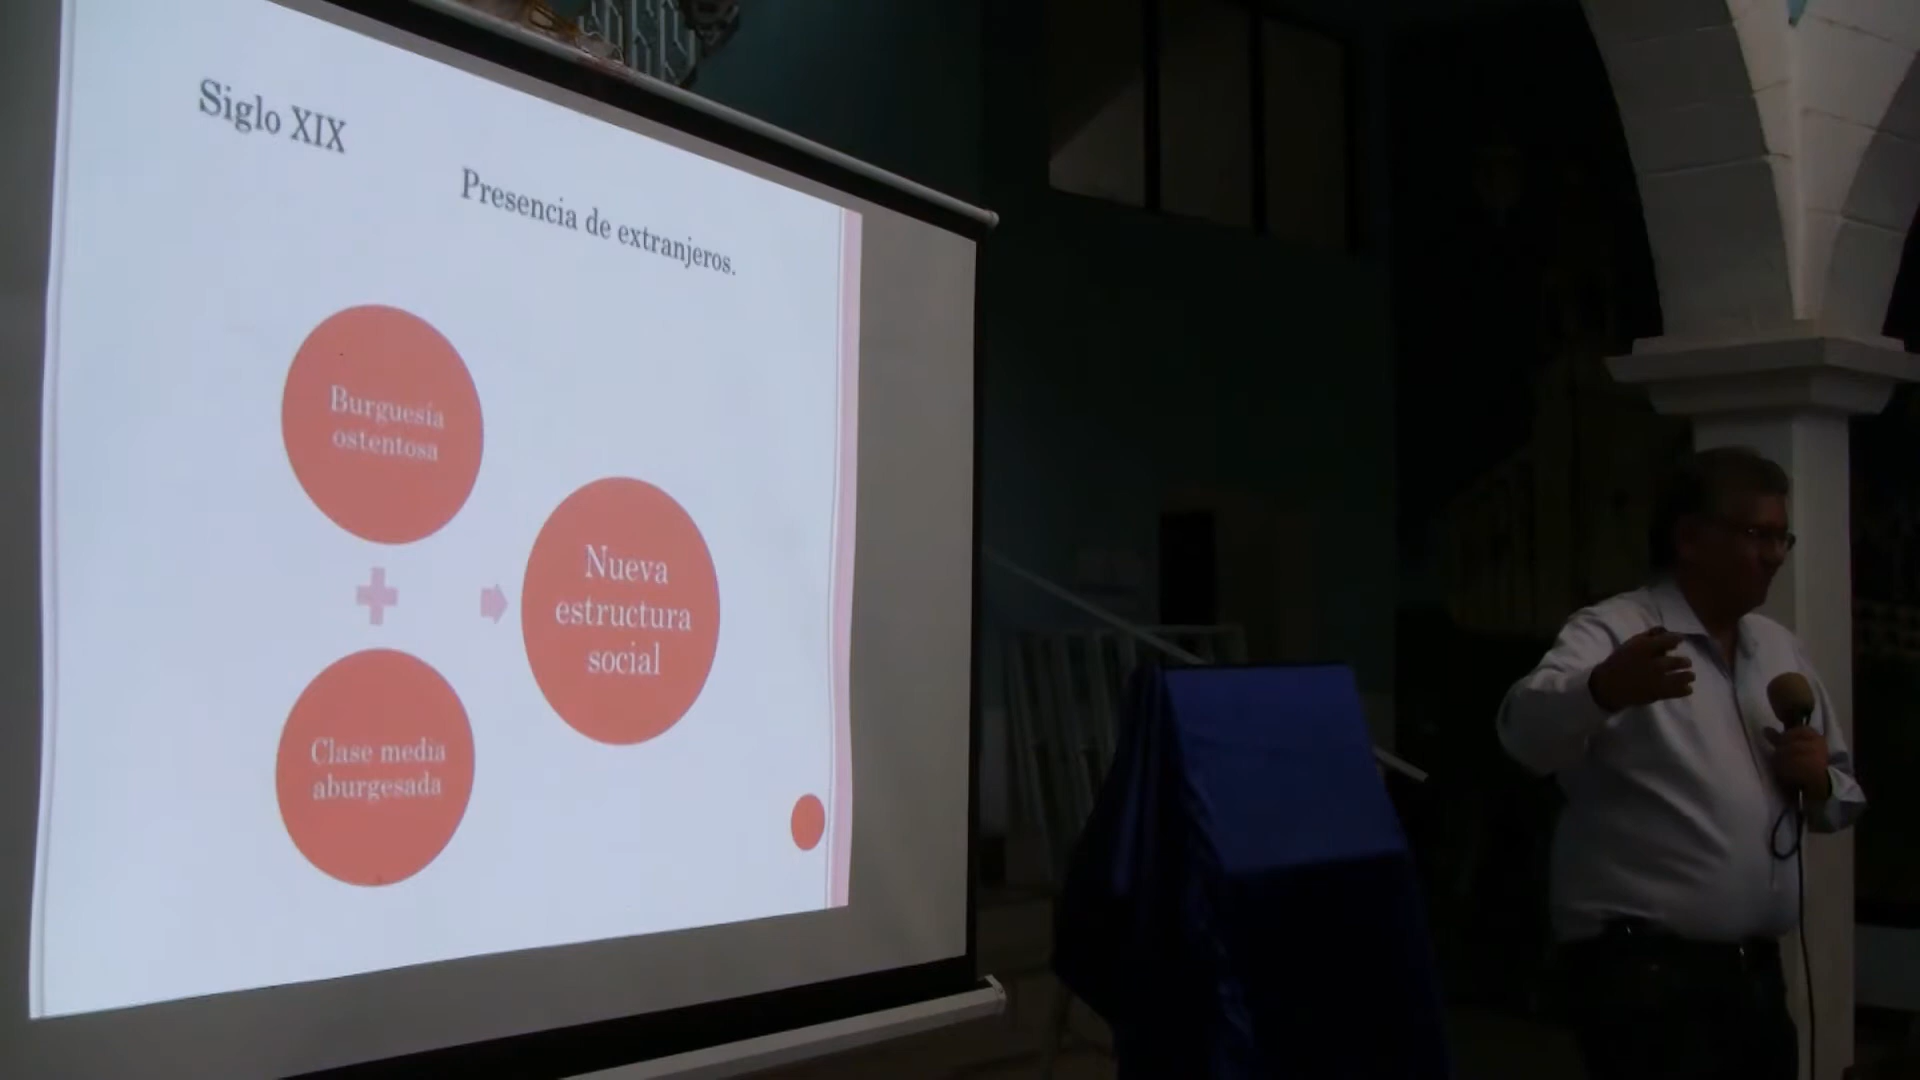 Siglo XIX
Presencia de extranjeros.
Burguesía
ostentosa
Nueva
estructura
social
Clase media
aburgesada